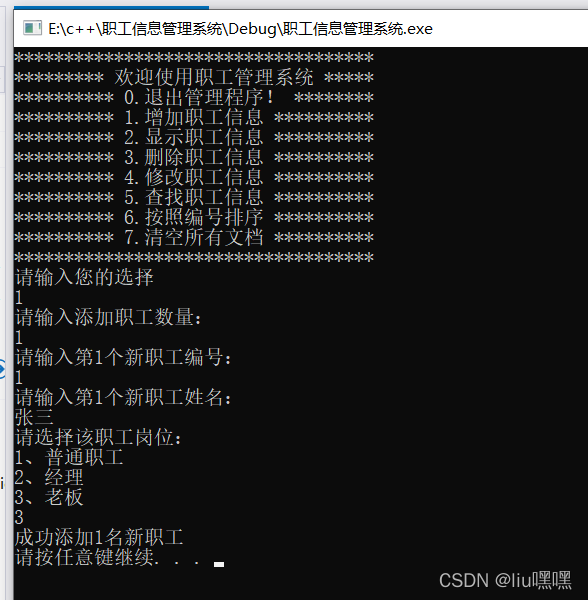 E:\c++\职工信息管理系统\Debug\职工信息管理系统.exe
************************************
********* 欢迎使用职工管理系统 *****
********** 0.退出管理程序！ ********
********** 1.增加职工信息 **********
********** 2.显示职工信息 **********
********** 3.删除职工信息 **********
********** 4.修改职工信息 **********
********** 5.查找职工信息 **********
********** 6.按照编号排序 **********
********** 7.清空所有文档 **********
************************************
请输入您的选择
1
请输入添加职工数量：
1
请输入第1个新职工编号：
1
请输入第1个新职工姓名：
张三
请选择该职工岗位：
1、普通职工
2、经理
3、老板
3
成功添加1名新职工
请按任意键继续. . .
CSDN @liu嘿嘿